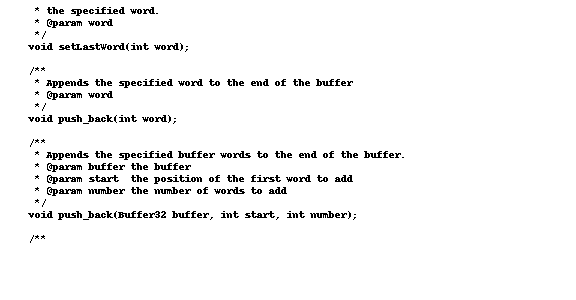 * the specified word.
* @param word
*/
void setLastWord(int word);
/**
* Appends the specified word to the end of the buffer
* @param word
*/
void push_back(int word);
/**
* Appends the specified buffer words to the end of the buffer.
* @param buffer the buffer
* @param start  the position of the first word to add
* @param number the number of words to add
*/
void push_back(Buffer32 buffer, int start, int number);
/**